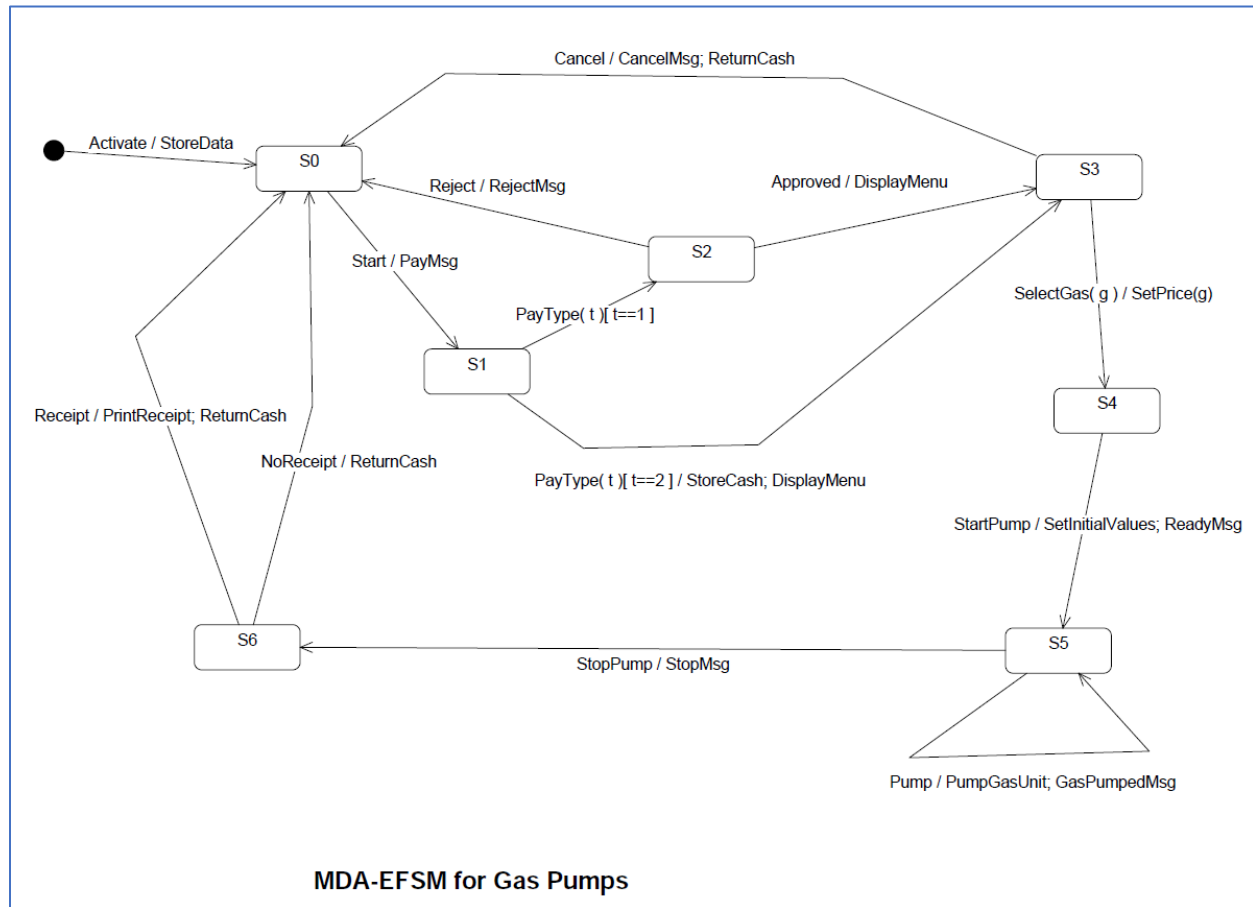 Cancel / CancelMsg; ReturnCash
Activate / StoreData
S0
S3
Reject / RejectMsg
Approved / DisplayMenu
S2
Start / PayMsg
SelectGas( g ) / SetPrice(g)
PayType( t )[ t==1 ]
S1
S4
Receipt / PrintReceipt; ReturnCash
NoReceipt / ReturnCash
PayType( t )[ t==2 ] / StoreCash; DisplayMenu
StartPump / SetInitialValues; ReadyMsg
S6
S5
StopPump / StopMsg
Pump / PumpGasUnit; GasPumpedMsg
MDA-EFSM for Gas Pumps